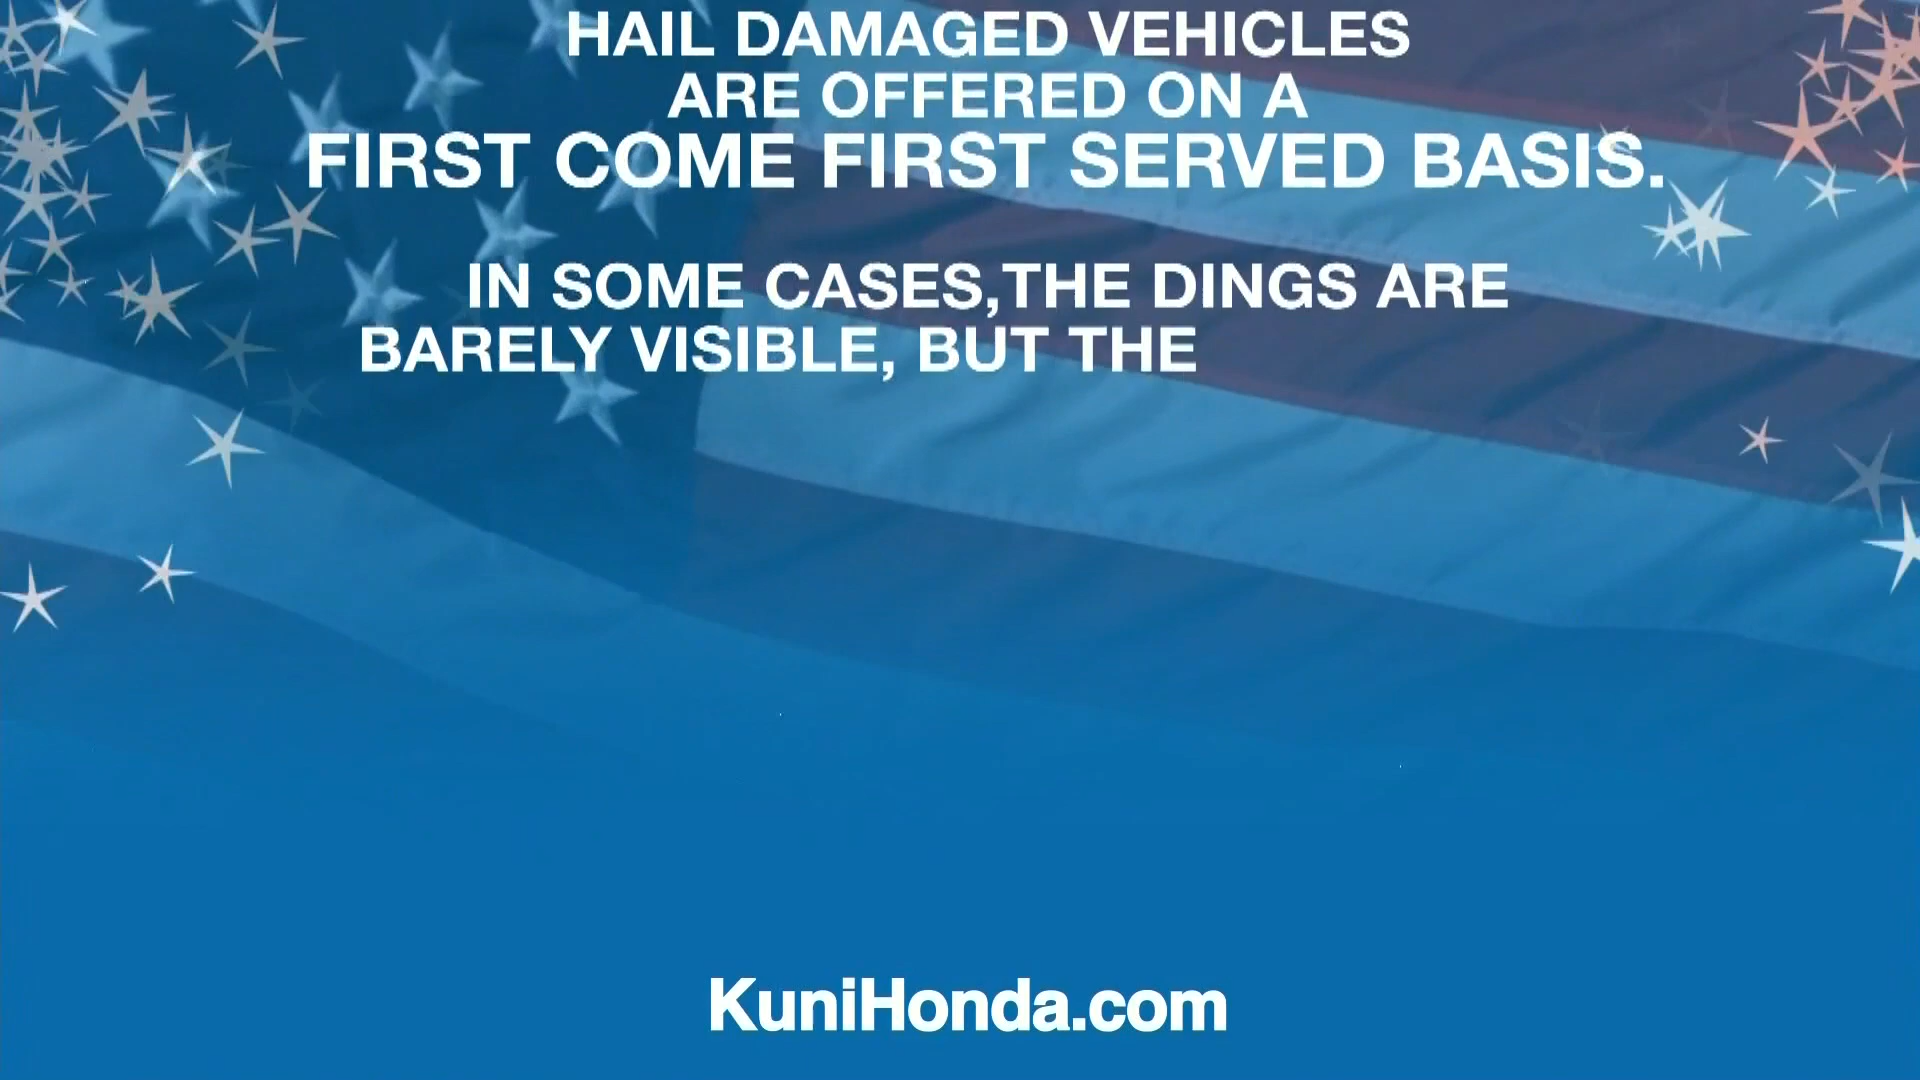 HAIL DAMAGED VEHICLES
ARE OFFERED ON A
FIRST COME FIRST SERVED BASIS.
IN SOME CASES,THE DINGS ARE
BARELY VISIBLE, BUT THE
KuniHonda.com